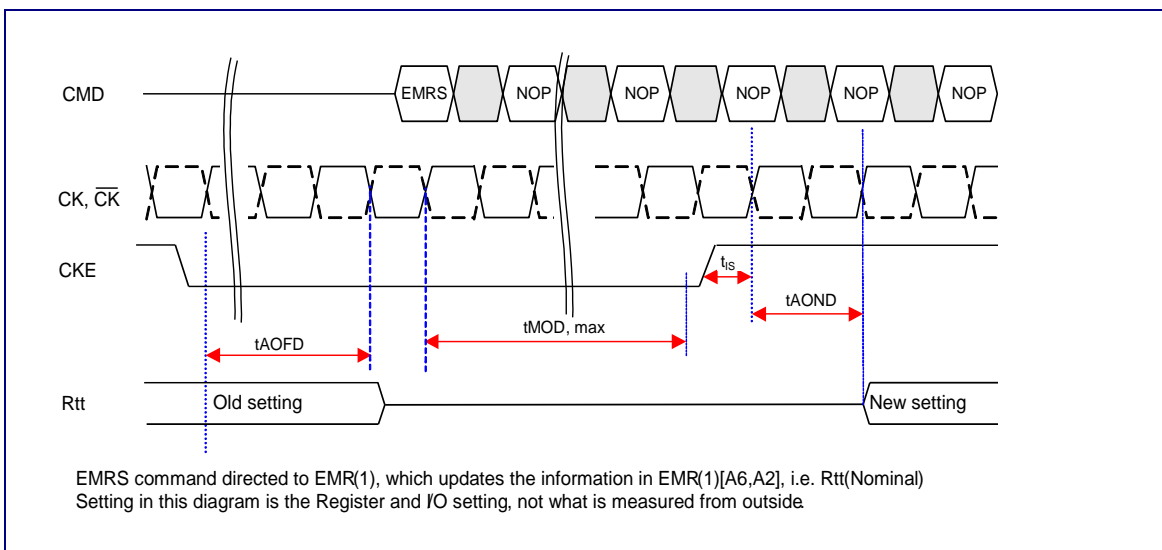 CMD
EMRS NOP NOP NOP NOP NOP
CK, C̅K̅
CKE
tIS
tAOND
tMOD, max
tAOFD
Rtt
Old setting
New setting
EMRS command directed to EMR(1), which updates the information in EMR(1)[A6,A2], i.e. Rtt(Nominal)
Setting in this diagram is the Register and I/O setting, not what is measured from outside.